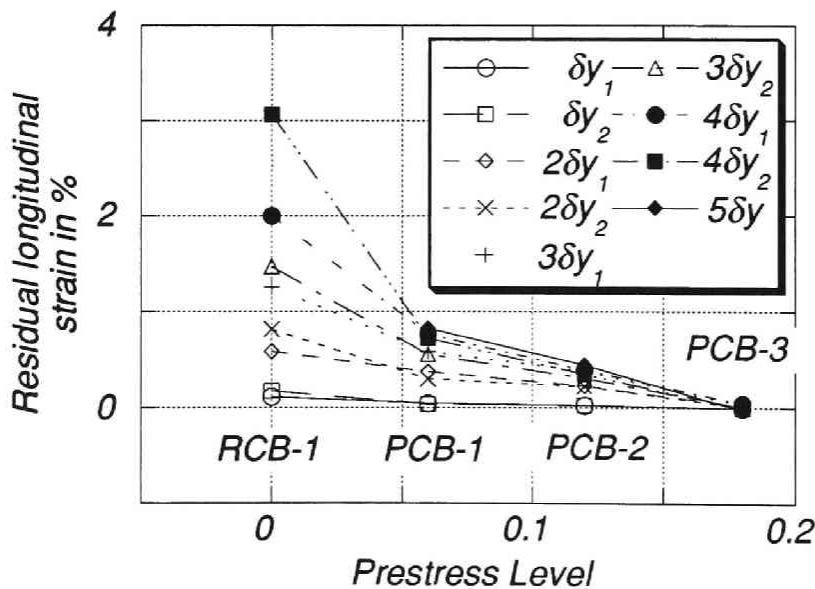 4
δy₁ 3δy₂
δy₂ 4δy₁
2δy₁ 4δy₂
2δy₂ 5δy
3δy₁
2
0
Residual longitudinal
strain in %
PCB-3
RCB-1 PCB-1 PCB-2
0 0.1 0.2
Prestress Level